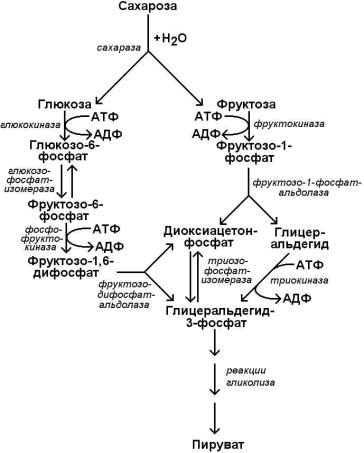 Сахароза
сахараза
+H2O
Глюкоза
глюкокиназа
АТФ
АДФ
Глюкозо-6-
фосфат
глюкозо-
фосфат-
изомераза
Фруктозо-6-
фосфат
фосфо-
фрукто-
киназа
АТФ
АДФ
Фруктозо-1,6-
дифосфат
фруктозо-
дифосфат-
альдолаза
Фруктоза
АТФ
АДФ
фруктокиназа
Фруктозо-1-
фосфат
фруктозо-1-фосфат-
альдолаза
Диоксиацетон-
фосфат
Глицер-
альдегид
триозо-
фосфат-
изомераза
АТФ
триокиназа
АДФ
Глицеральдегид-
3-фосфат
реакции
гликолиза
Пируват